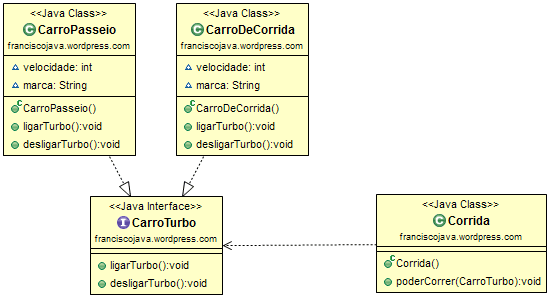 <<Java Class>>
CarroPasseio
franciscojava.wordpress.com
velocidade: int
marca: String
CarroPasseio()
ligarTurbo():void
desligarTurbo():void
<<Java Class>>
CarroDeCorrida
franciscojava.wordpress.com
velocidade: int
marca: String
CarroDeCorrida()
ligarTurbo():void
desligarTurbo():void
<<Java Interface>>
CarroTurbo
franciscojava.wordpress.com
ligarTurbo():void
desligarTurbo():void
<<Java Class>>
Corrida
franciscojava.wordpress.com
Corrida()
poderCorrer(CarroTurbo):void